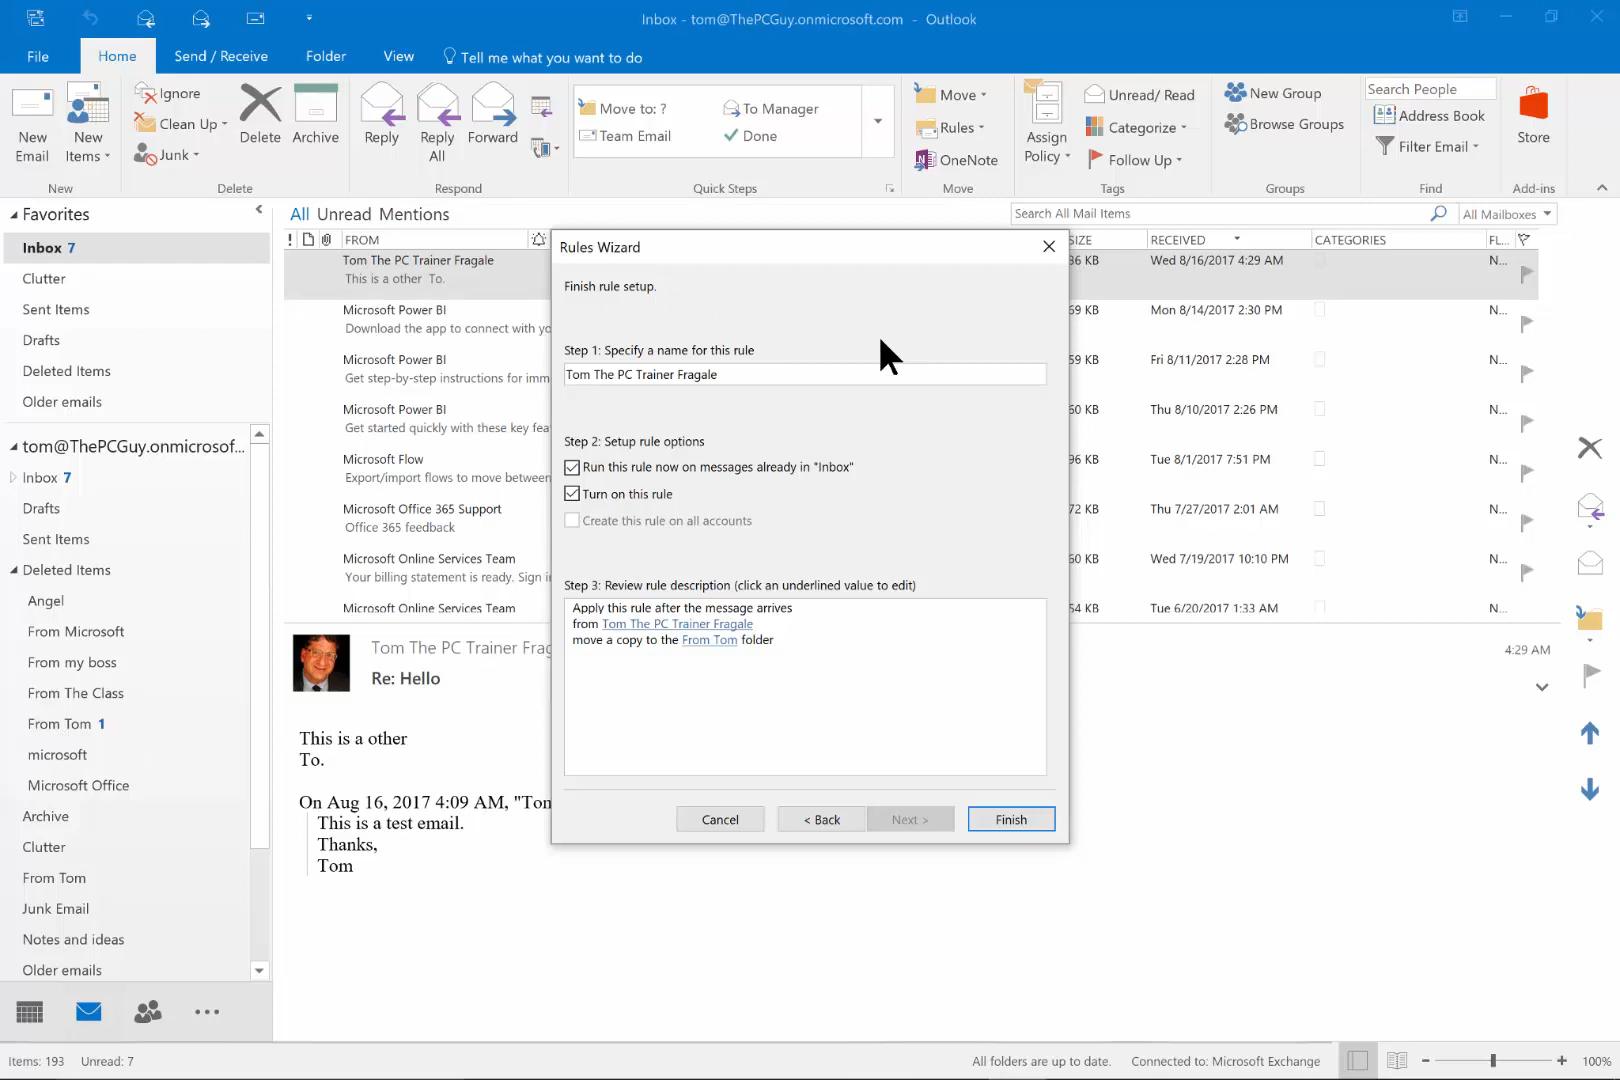 Inbox - tom@ThePCGuy.onmicrosoft.com - Outlook
File
Home
Send / Receive
Folder
View
Tell me what you want to do
New Email
New Items
Ignore
Clean Up
Junk
Delete
Archive
Reply
Reply All
Forward
Move to: ?
To Manager
Team Email
Done
Move
Rules
OneNote
Assign Policy
Unread/ Read
Categorize
Follow Up
New Group
Browse Groups
Search People
Address Book
Filter Email
Store
New
Delete
Respond
Quick Steps
Move
Tags
Groups
Find
Add-ins
Favorites
Inbox 7
Clutter
Sent Items
Drafts
Deleted Items
Older emails
tom@ThePCGuy.onmicrosof...
Inbox 7
Drafts
Sent Items
Deleted Items
Angel
From Microsoft
From my boss
From The Class
From Tom 1
microsoft
Microsoft Office
Archive
Clutter
From Tom
Junk Email
Notes and ideas
Older emails
All Unread Mentions
Search All Mail Items
All Mailboxes
FROM
SIZE
RECEIVED
CATEGORIES
FL...
Tom The PC Trainer Fragale
36 KB
Wed 8/16/2017 4:29 AM
N...
This is a other To.
Microsoft Power BI
69 KB
Mon 8/14/2017 2:30 PM
N...
Download the app to connect with yo
Microsoft Power BI
59 KB
Fri 8/11/2017 2:28 PM
N...
Get step-by-step instructions for imm
Microsoft Power BI
60 KB
Thu 8/10/2017 2:26 PM
N...
Get started quickly with these key fea
Microsoft Flow
96 KB
Tue 8/1/2017 7:51 PM
N...
Export/import flows to move between
Microsoft Office 365 Support
72 KB
Thu 7/27/2017 2:01 AM
N...
Office 365 feedback
Microsoft Online Services Team
60 KB
Wed 7/19/2017 10:10 PM
N...
Your billing statement is ready. Sign i
Microsoft Online Services Team
54 KB
Tue 6/20/2017 1:33 AM
N...
Tom The PC Trainer Frag
4:29 AM
Re: Hello
This is a other
To.
On Aug 16, 2017 4:09 AM, "Ton
This is a test email.
Thanks,
Tom
Rules Wizard
Finish rule setup.
Step 1: Specify a name for this rule
Tom The PC Trainer Fragale
Step 2: Setup rule options
Run this rule now on messages already in "Inbox"
Turn on this rule
Create this rule on all accounts
Step 3: Review rule description (click an underlined value to edit)
Apply this rule after the message arrives
from Tom The PC Trainer Fragale
move a copy to the From Tom folder
Cancel
< Back
Next >
Finish
Items: 193
Unread: 7
All folders are up to date.
Connected to: Microsoft Exchange
100%